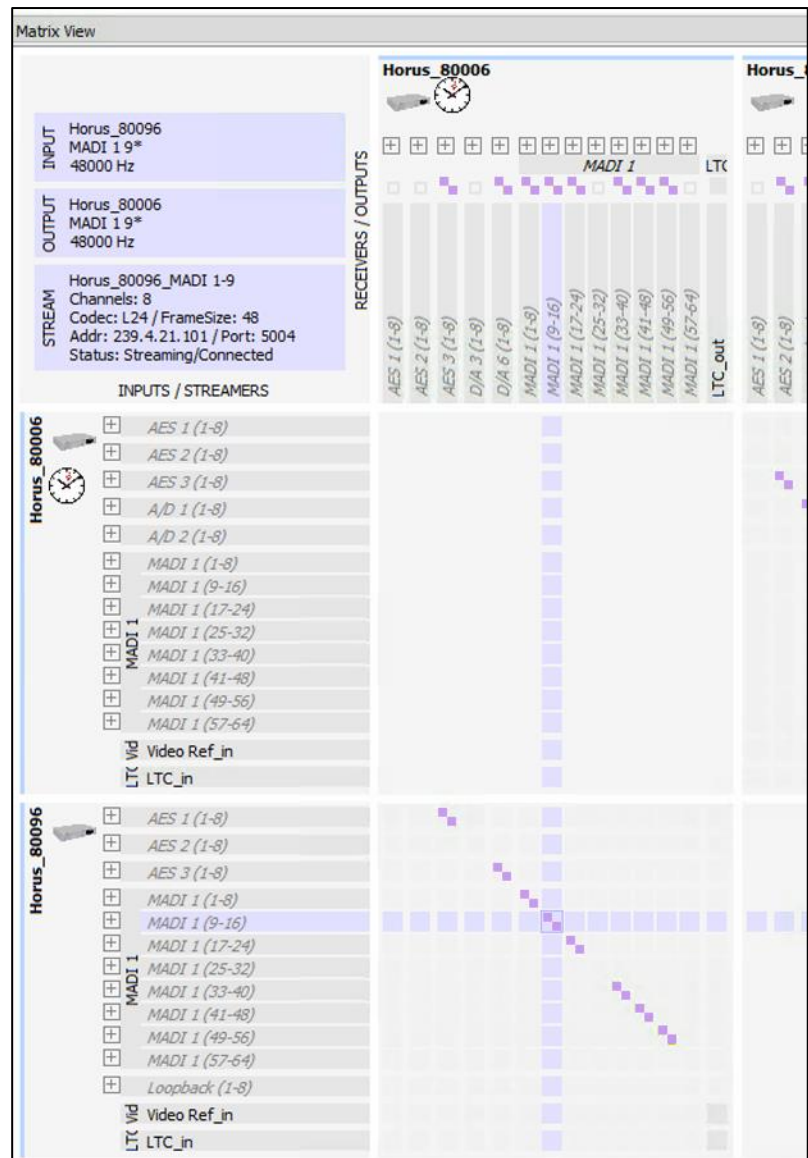 Matrix View
INPUT
Horus_80096
MADI 1 9*
48000 Hz
OUTPUT
Horus_80006
MADI 1 9*
48000 Hz
STREAM
Horus_80096_MADI 1-9
Channels: 8
Codec: L24 / FrameSize: 48
Addr: 239.4.21.101 / Port: 5004
Status: Streaming/Connected
INPUTS / STREAMERS
RECEIVERS / OUTPUTS
Horus_80006
MADI 1
LTC
AES 1 (1-8)
AES 2 (1-8)
AES 3 (1-8)
D/A 3 (1-8)
D/A 6 (1-8)
MADI 1 (1-8)
MADI 1 (9-16)
MADI 1 (17-24)
MADI 1 (25-32)
MADI 1 (33-40)
MADI 1 (41-48)
MADI 1 (49-56)
MADI 1 (57-64)
LTC_out
Horus_
AES 1 (1-8)
AES 2 (1-8)
Horus_80006
AES 1 (1-8)
AES 2 (1-8)
AES 3 (1-8)
A/D 1 (1-8)
A/D 2 (1-8)
MADI 1
MADI 1 (1-8)
MADI 1 (9-16)
MADI 1 (17-24)
MADI 1 (25-32)
MADI 1 (33-40)
MADI 1 (41-48)
MADI 1 (49-56)
MADI 1 (57-64)
Vid
Video Ref_in
LTC
LTC_in
Horus_80096
AES 1 (1-8)
AES 2 (1-8)
AES 3 (1-8)
MADI 1
MADI 1 (1-8)
MADI 1 (9-16)
MADI 1 (17-24)
MADI 1 (25-32)
MADI 1 (33-40)
MADI 1 (41-48)
MADI 1 (49-56)
MADI 1 (57-64)
Loopback (1-8)
Vid
Video Ref_in
LTC
LTC_in